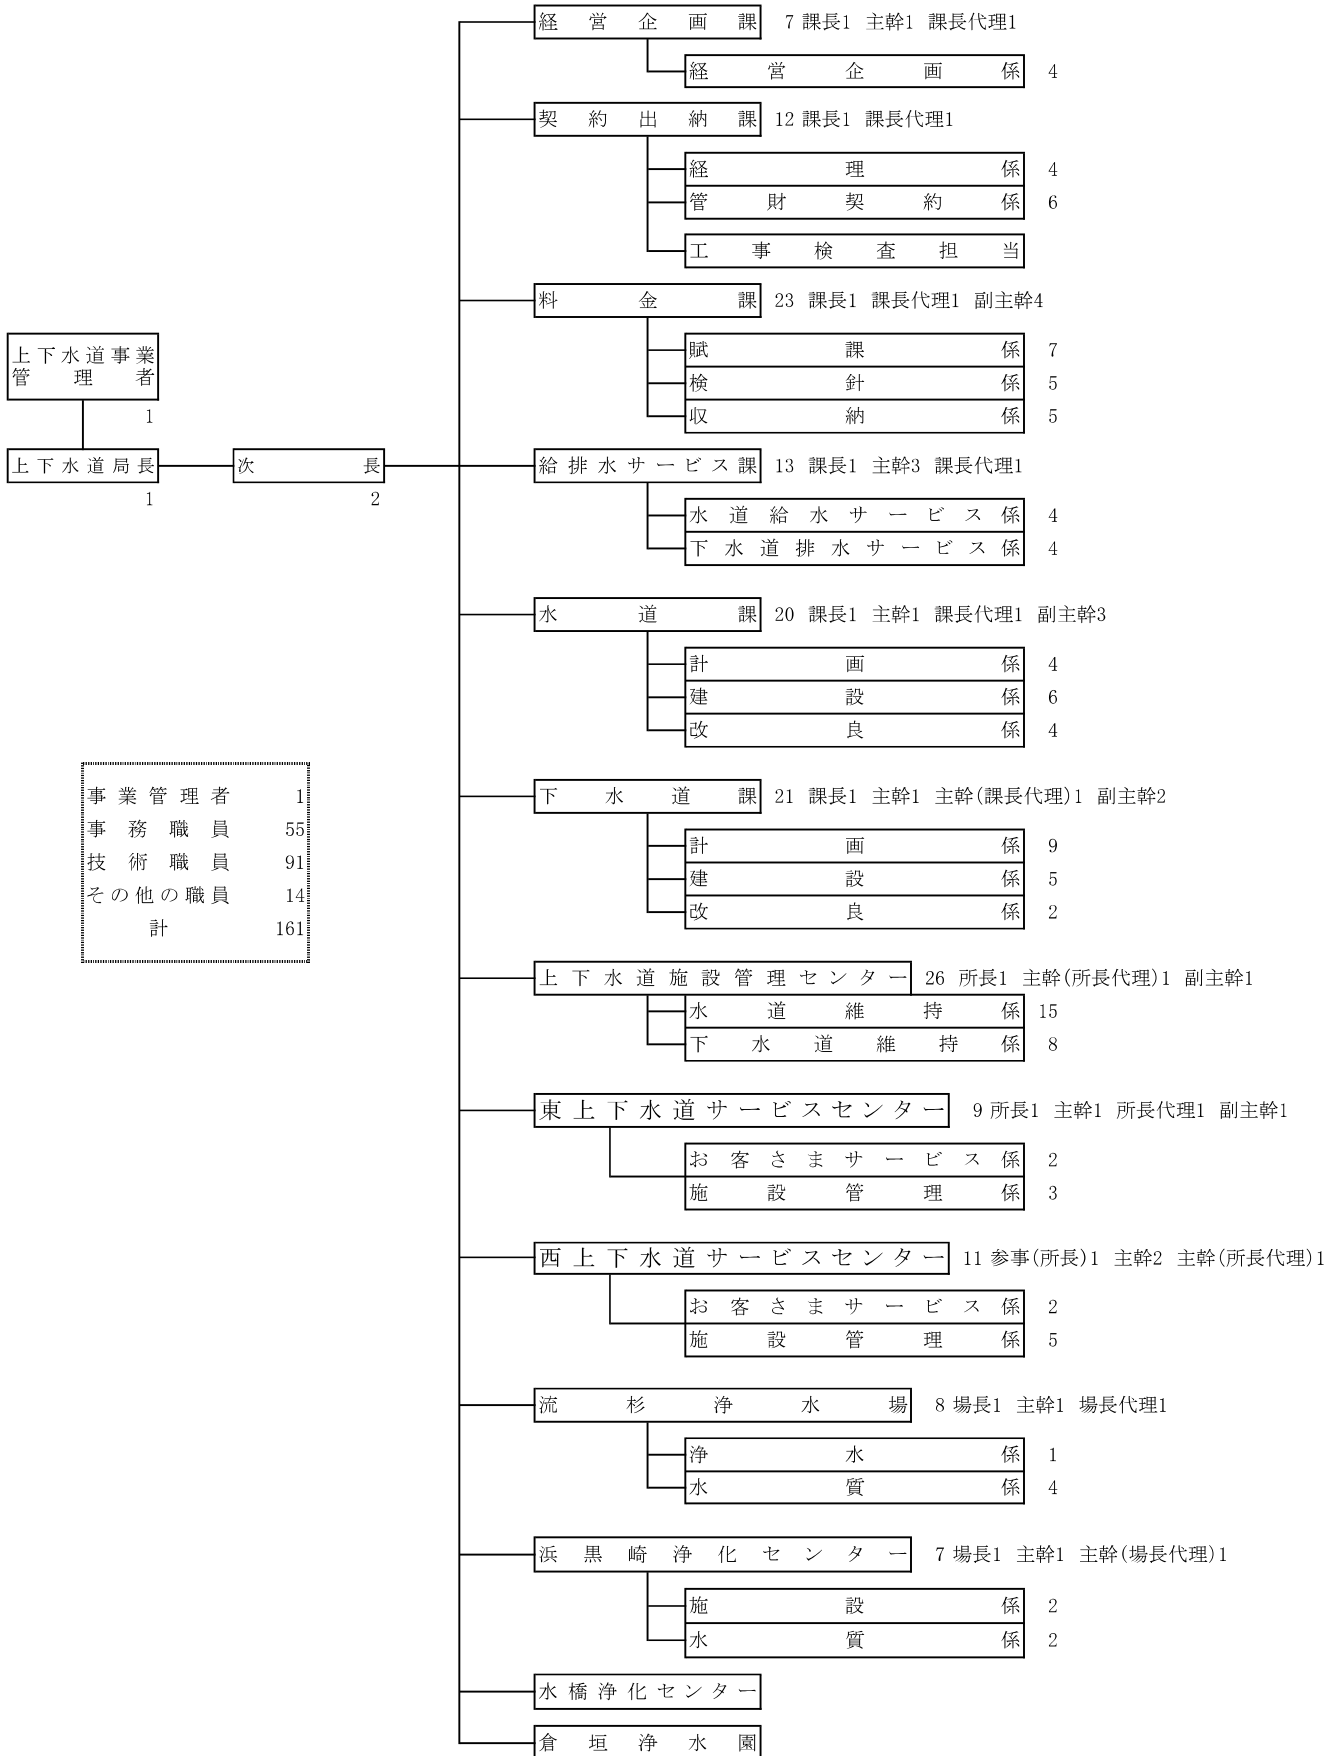 経営企画課 7 課長1 主幹1 課長代理1
経営企画係 4
契約出納課 12 課長1 課長代理1
経理係 4
管財契約係 6
工事検査担当
料金課 23 課長1 課長代理1 副主幹4
賦課係 7
検針係 5
収納係 5
上下水道事業
管理者
1
上下水道局長
1
次長
2
給排水サービス課 13 課長1 主幹3 課長代理1
水道給水サービス係 4
下水道排水サービス係 4
水道課 20 課長1 主幹1 課長代理1 副主幹3
計画係 4
建設係 6
改良係 4
事業管理者 1
事務職員 55
技術職員 91
その他の職員 14
計 161
下水道課 21 課長1 主幹1 主幹(課長代理)1 副主幹2
計画係 9
建設係 5
改良係 2
上下水道施設管理センター 26 所長1 主幹(所長代理)1 副主幹1
水道維持係 15
下水道維持係 8
東上下水道サービスセンター 9 所長1 主幹1 所長代理1 副主幹1
お客さまサービス係 2
施設管理係 3
西上下水道サービスセンター 11 参事(所長)1 主幹2 主幹(所長代理)1
お客さまサービス係 2
施設管理係 5
流杉浄水場 8 場長1 主幹1 場長代理1
浄水係 1
水質係 4
浜黒崎浄化センター 7 場長1 主幹1 主幹(場長代理)1
施設係 2
水質係 2
水橋浄化センター
倉垣浄水園